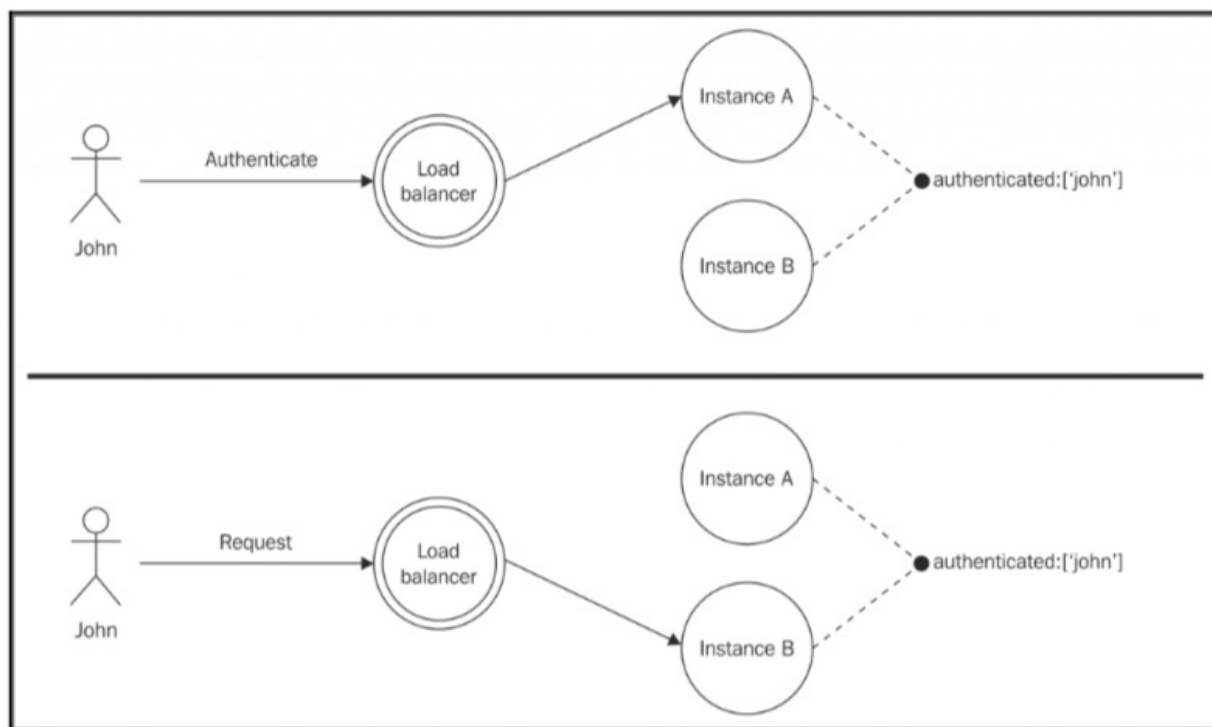 Authenticate
Load
balancer
Instance A
Instance B
authenticated:[‘john’]
John
Request
Load
balancer
Instance A
Instance B
authenticated:[‘john’]
John